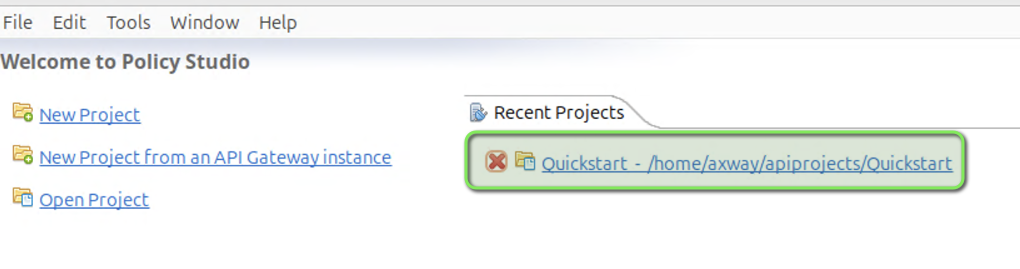 File Edit Tools Window Help
Welcome to Policy Studio
New Project
New Project from an API Gateway instance
Open Project
Recent Projects
Quickstart - /home/axway/apiprojects/Quickstart